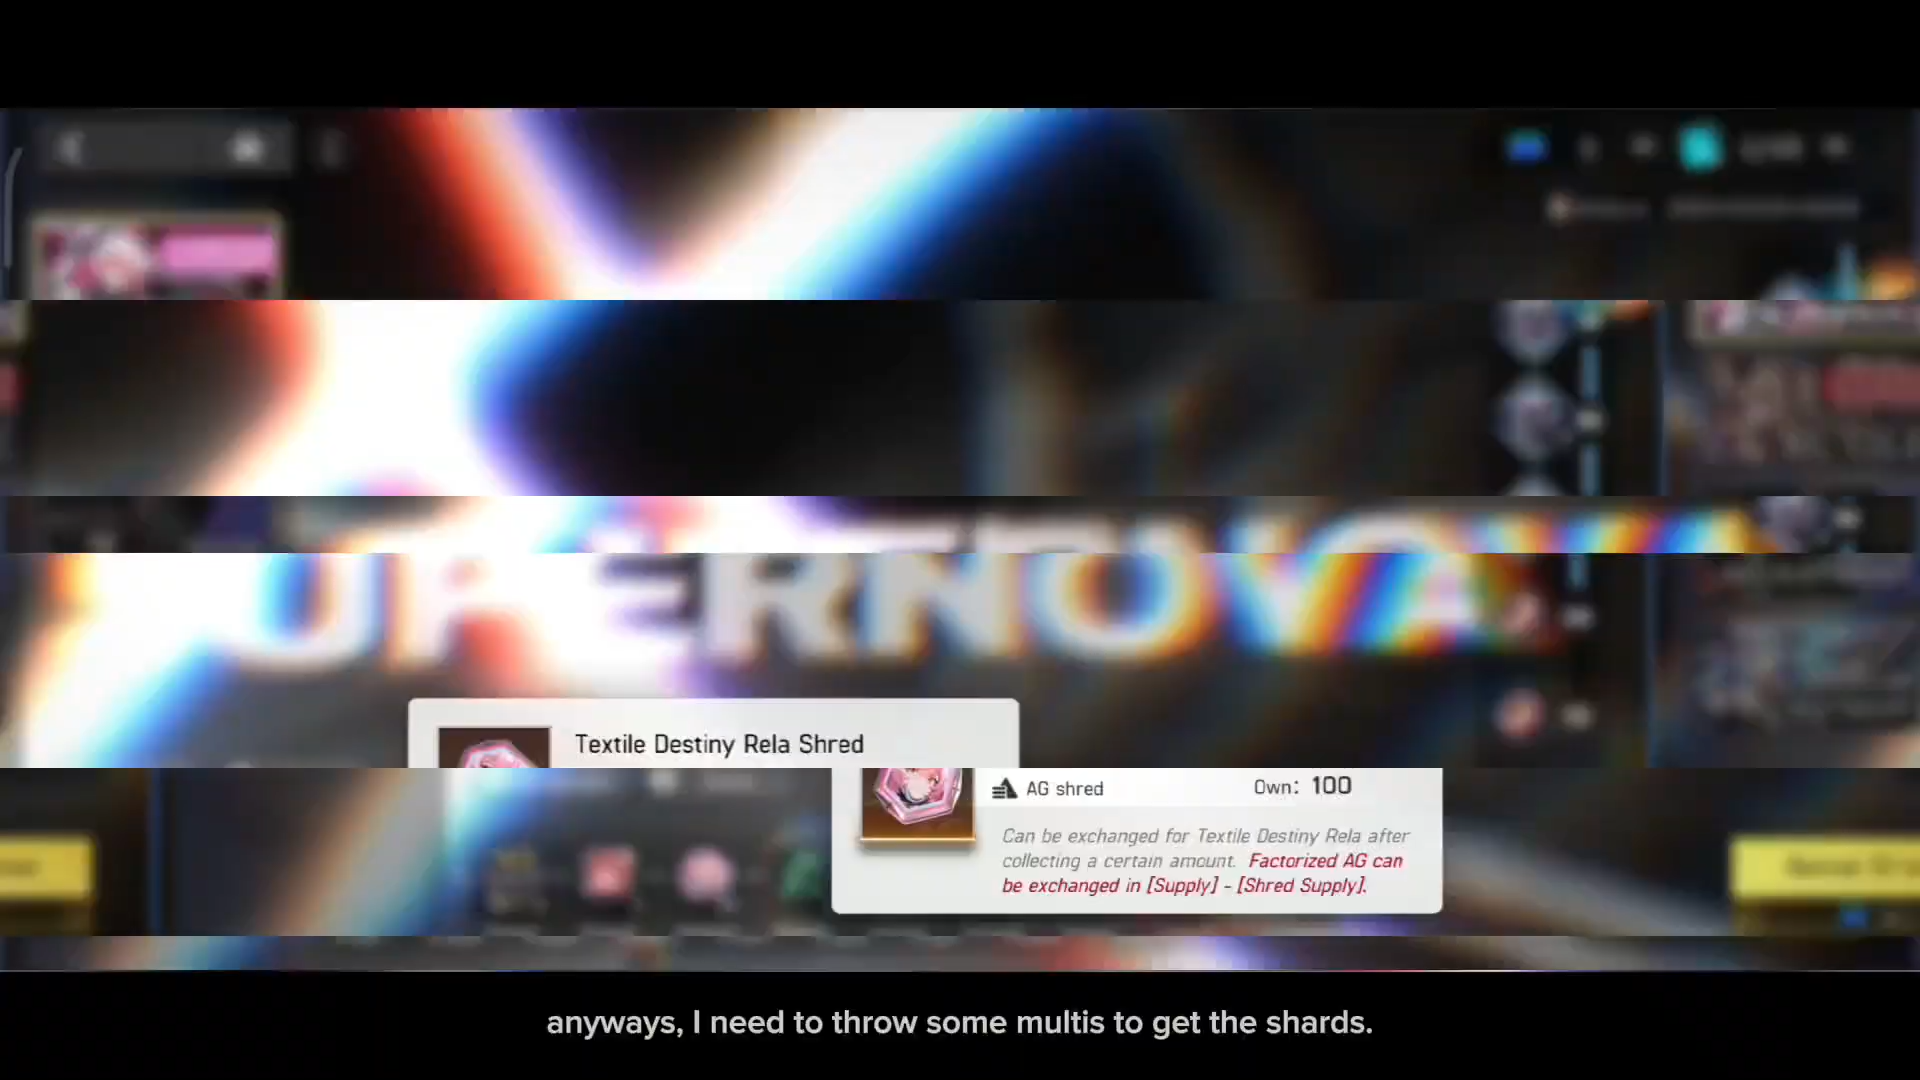 UPERNOVA
Textile Destiny Rela Shred
AG shred
Own: 100
Can be exchanged for Textile Destiny Rela after
collecting a certain amount. Factorized AG can
be exchanged in [Supply] - [Shred Supply].
anyways, I need to throw some multis to get the shards.